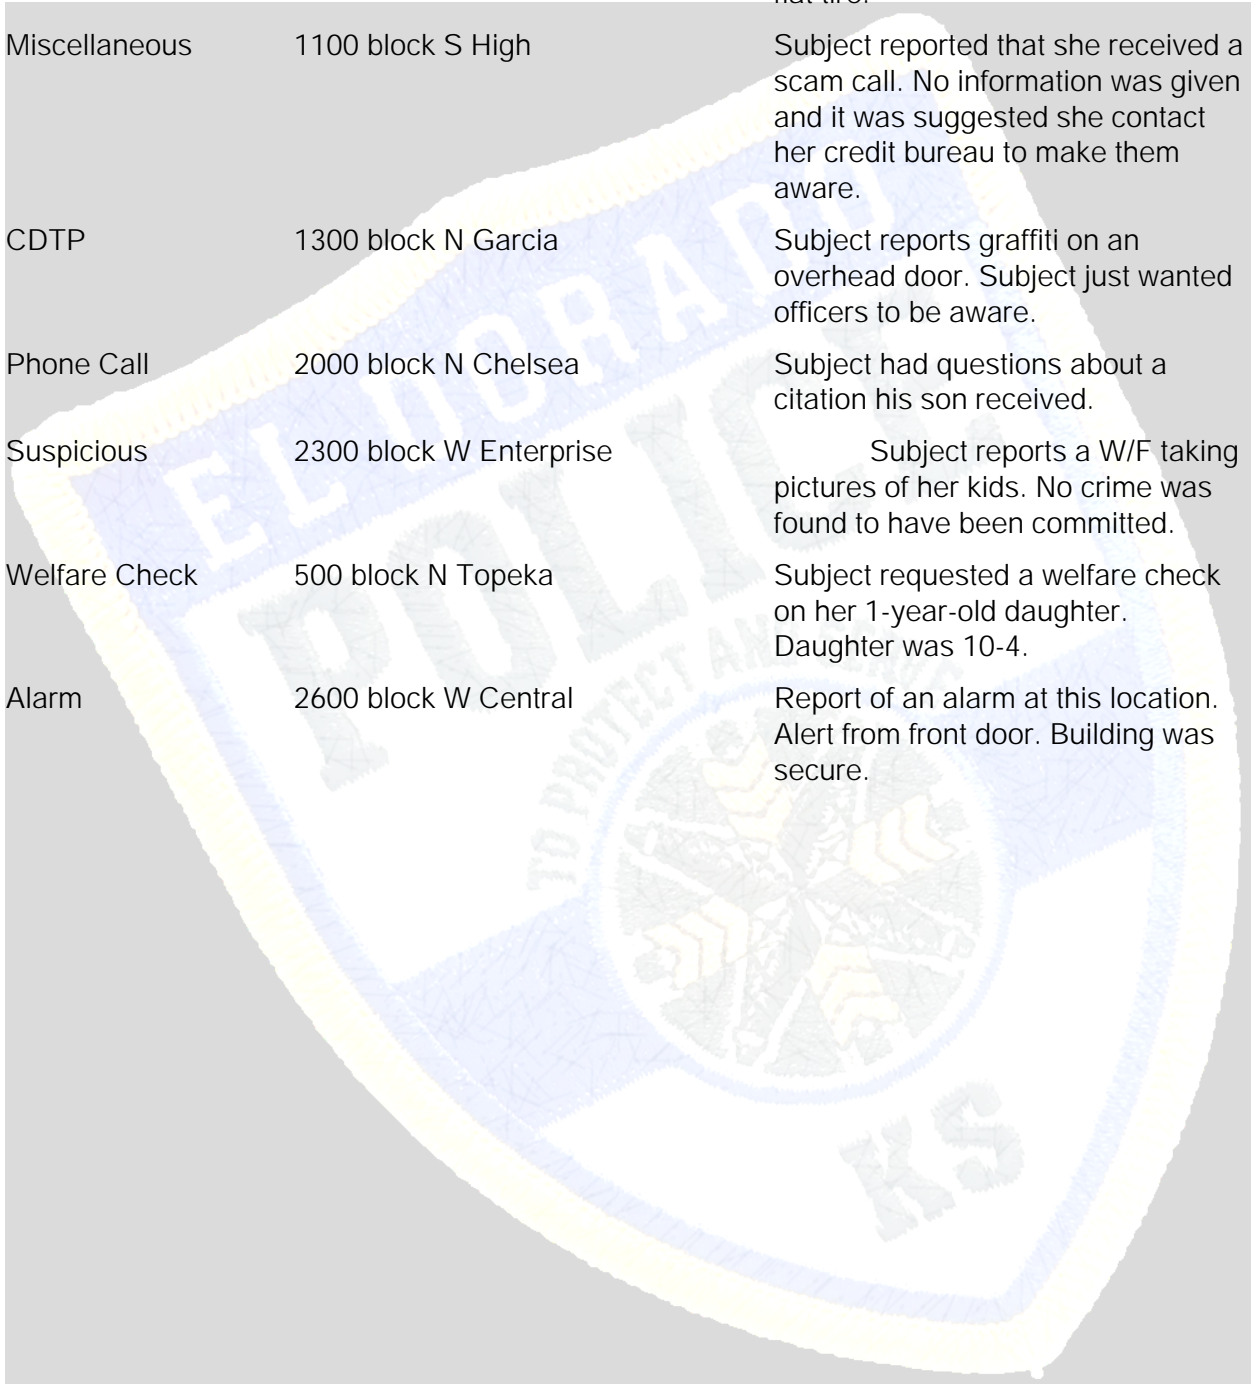 flat tire.
Miscellaneous 1100 block S High Subject reported that she received a
scam call. No information was given
and it was suggested she contact
her credit bureau to make them
aware.
CDTP 1300 block N Garcia Subject reports graffiti on an
overhead door. Subject just wanted
officers to be aware.
Phone Call 2000 block N Chelsea Subject had questions about a
citation his son received.
Suspicious 2300 block W Enterprise Subject reports a W/F taking
pictures of her kids. No crime was
found to have been committed.
Welfare Check 500 block N Topeka Subject requested a welfare check
on her 1-year-old daughter.
Daughter was 10-4.
Alarm 2600 block W Central Report of an alarm at this location.
Alert from front door. Building was
secure.
EL DORADO
POLICE
TO PROTECT AND
KS